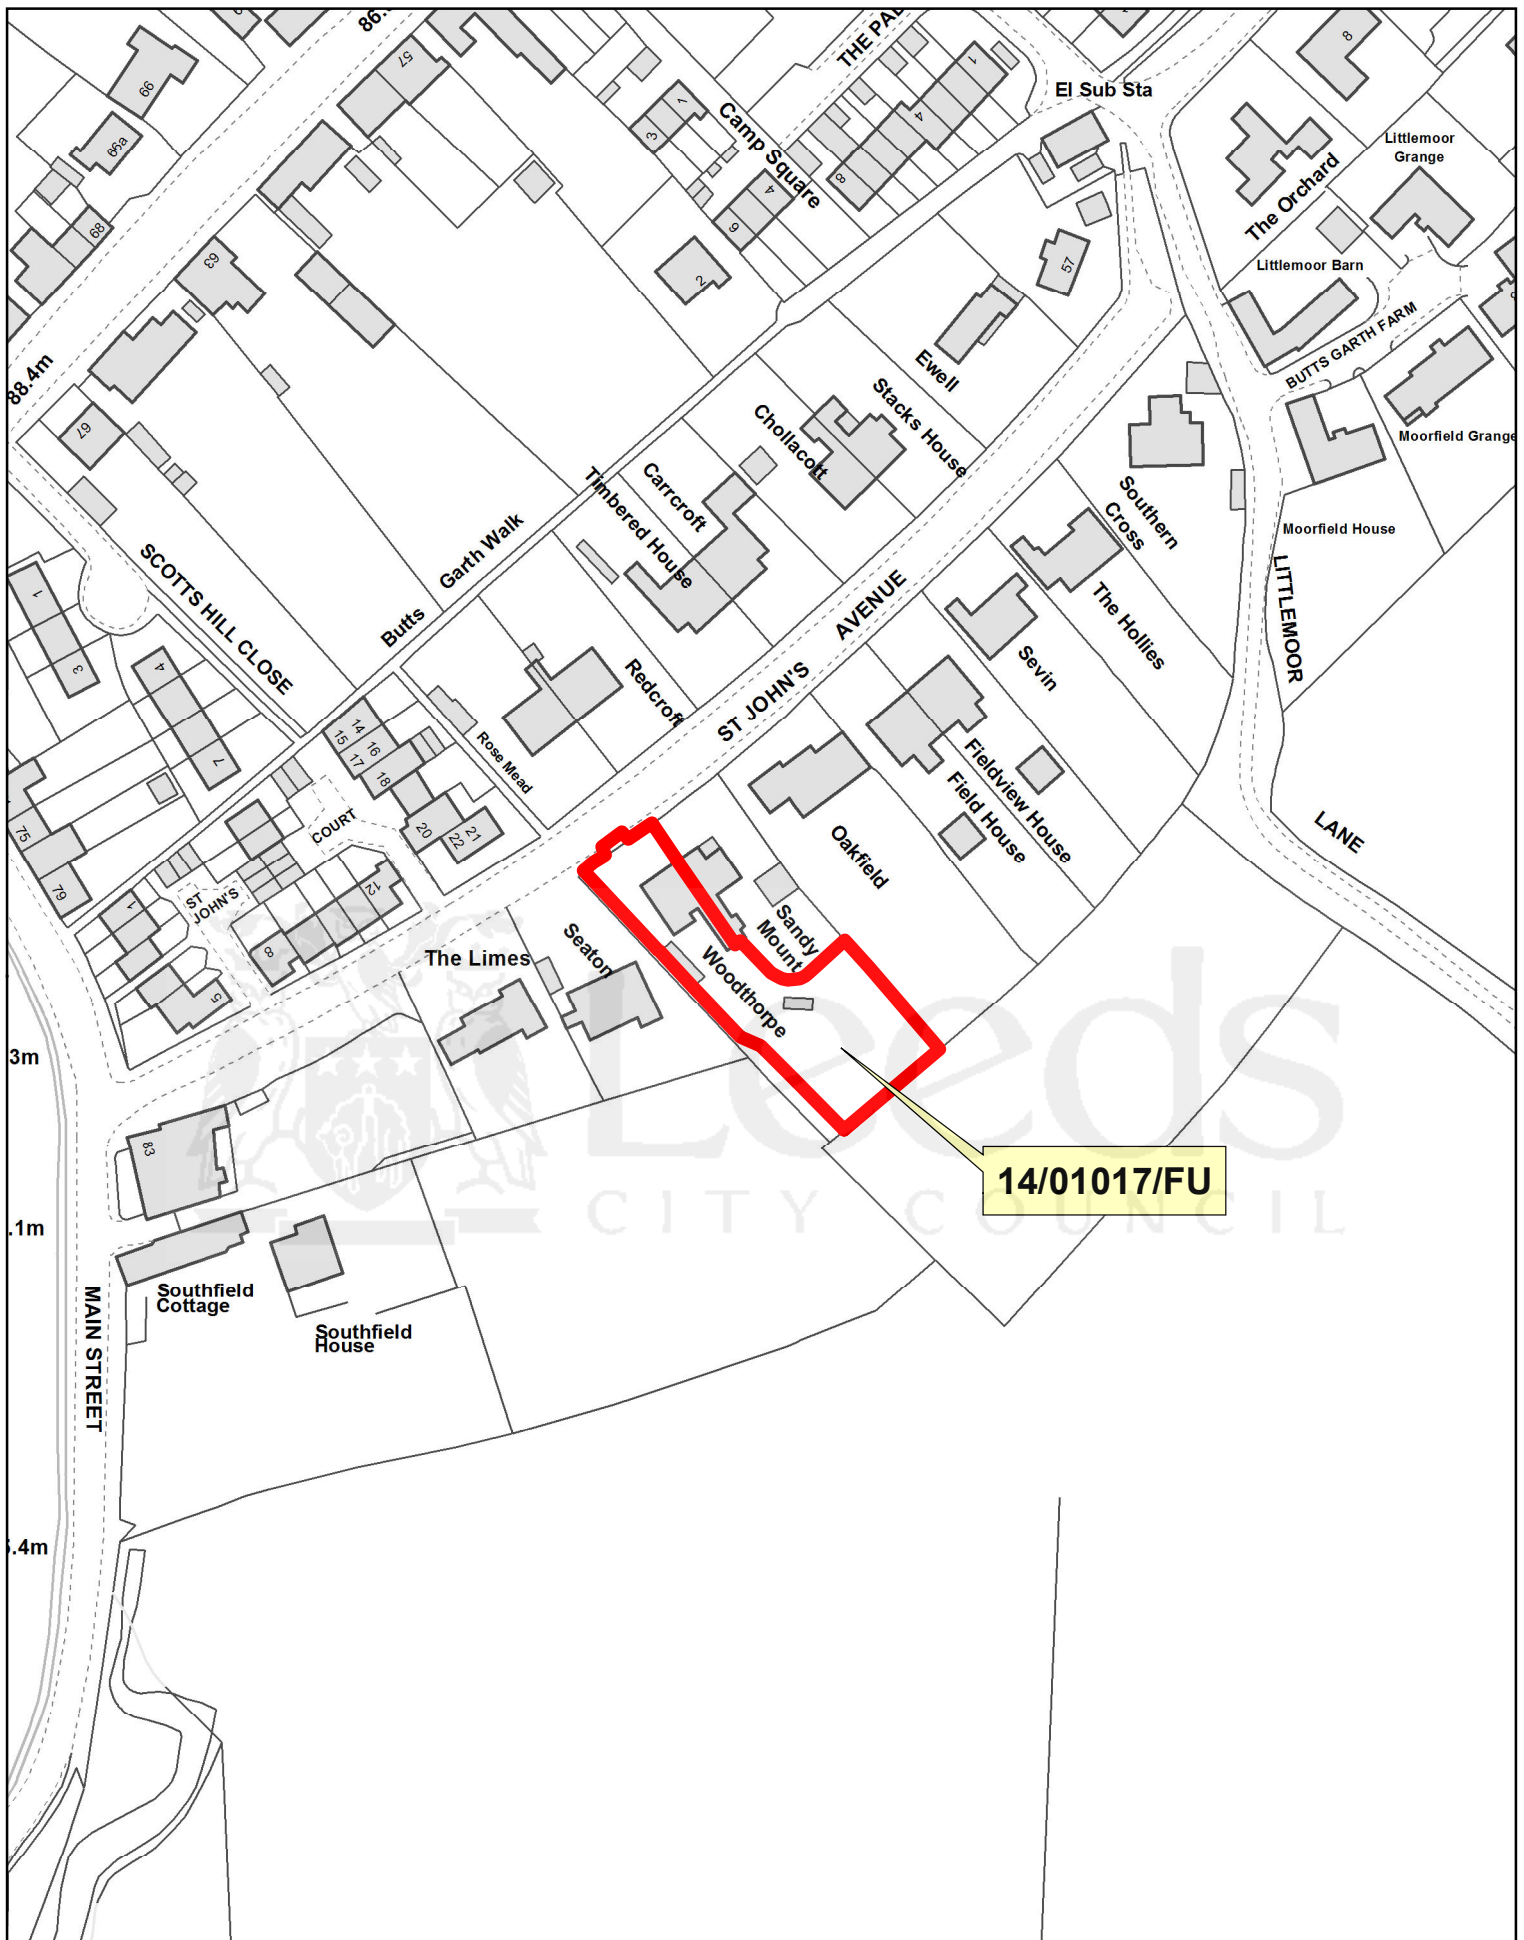 86.
THE PA
El Sub Sta
8
57
66
1
1
4
3
Camp Square
66a
Littlemoor
Grange
The Orchard
8
4
6
68
63
2
57
Littlemoor Barn
BUTTS GARTH FARM
88.4m
Ewell
Stacks House
Chollacott
67
Moorfield Grange
Carrcroft
Timbered House
Southern
Cross
Moorfield House
Garth Walk
Butts
SCOTTS HILL CLOSE
LITTLEMOOR
AVENUE
ST JOHN'S
The Hollies
Sevin
1
3
4
7
Redcroft
Rose Mead
14
15
16
17
18
20
22
21
Fieldview House
Field House
COURT
LANE
75
79
Oakfield
12
ST
JOHN'S
1
8
5
Seaton
Sandy
Mount
The Limes
Woodthorpe
3m
Leeds
CITY COUNCIL
83
14/01017/FU
.1m
Southfield
Cottage
MAIN STREET
Southfield
House
.4m